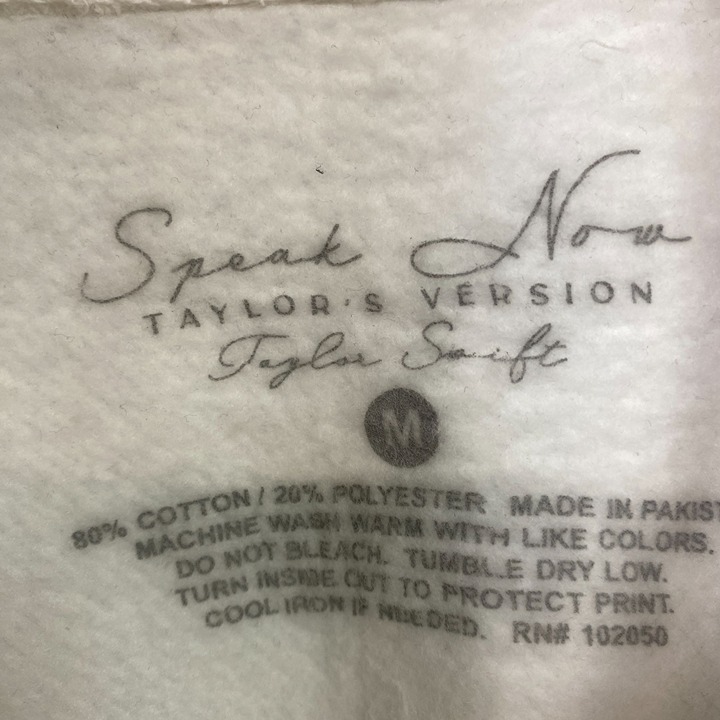 Speak Now
TAYLOR'S VERSION
Taylor Swift
M
80% COTTON / 20% POLYESTER MADE IN PAKIST
MACHINE WASH WARM WITH LIKE COLORS.
DO NOT BLEACH. TUMBLE DRY LOW.
TURN INSIDE OUT TO PROTECT PRINT.
COOL IRON IF NEEDED. RN# 102050